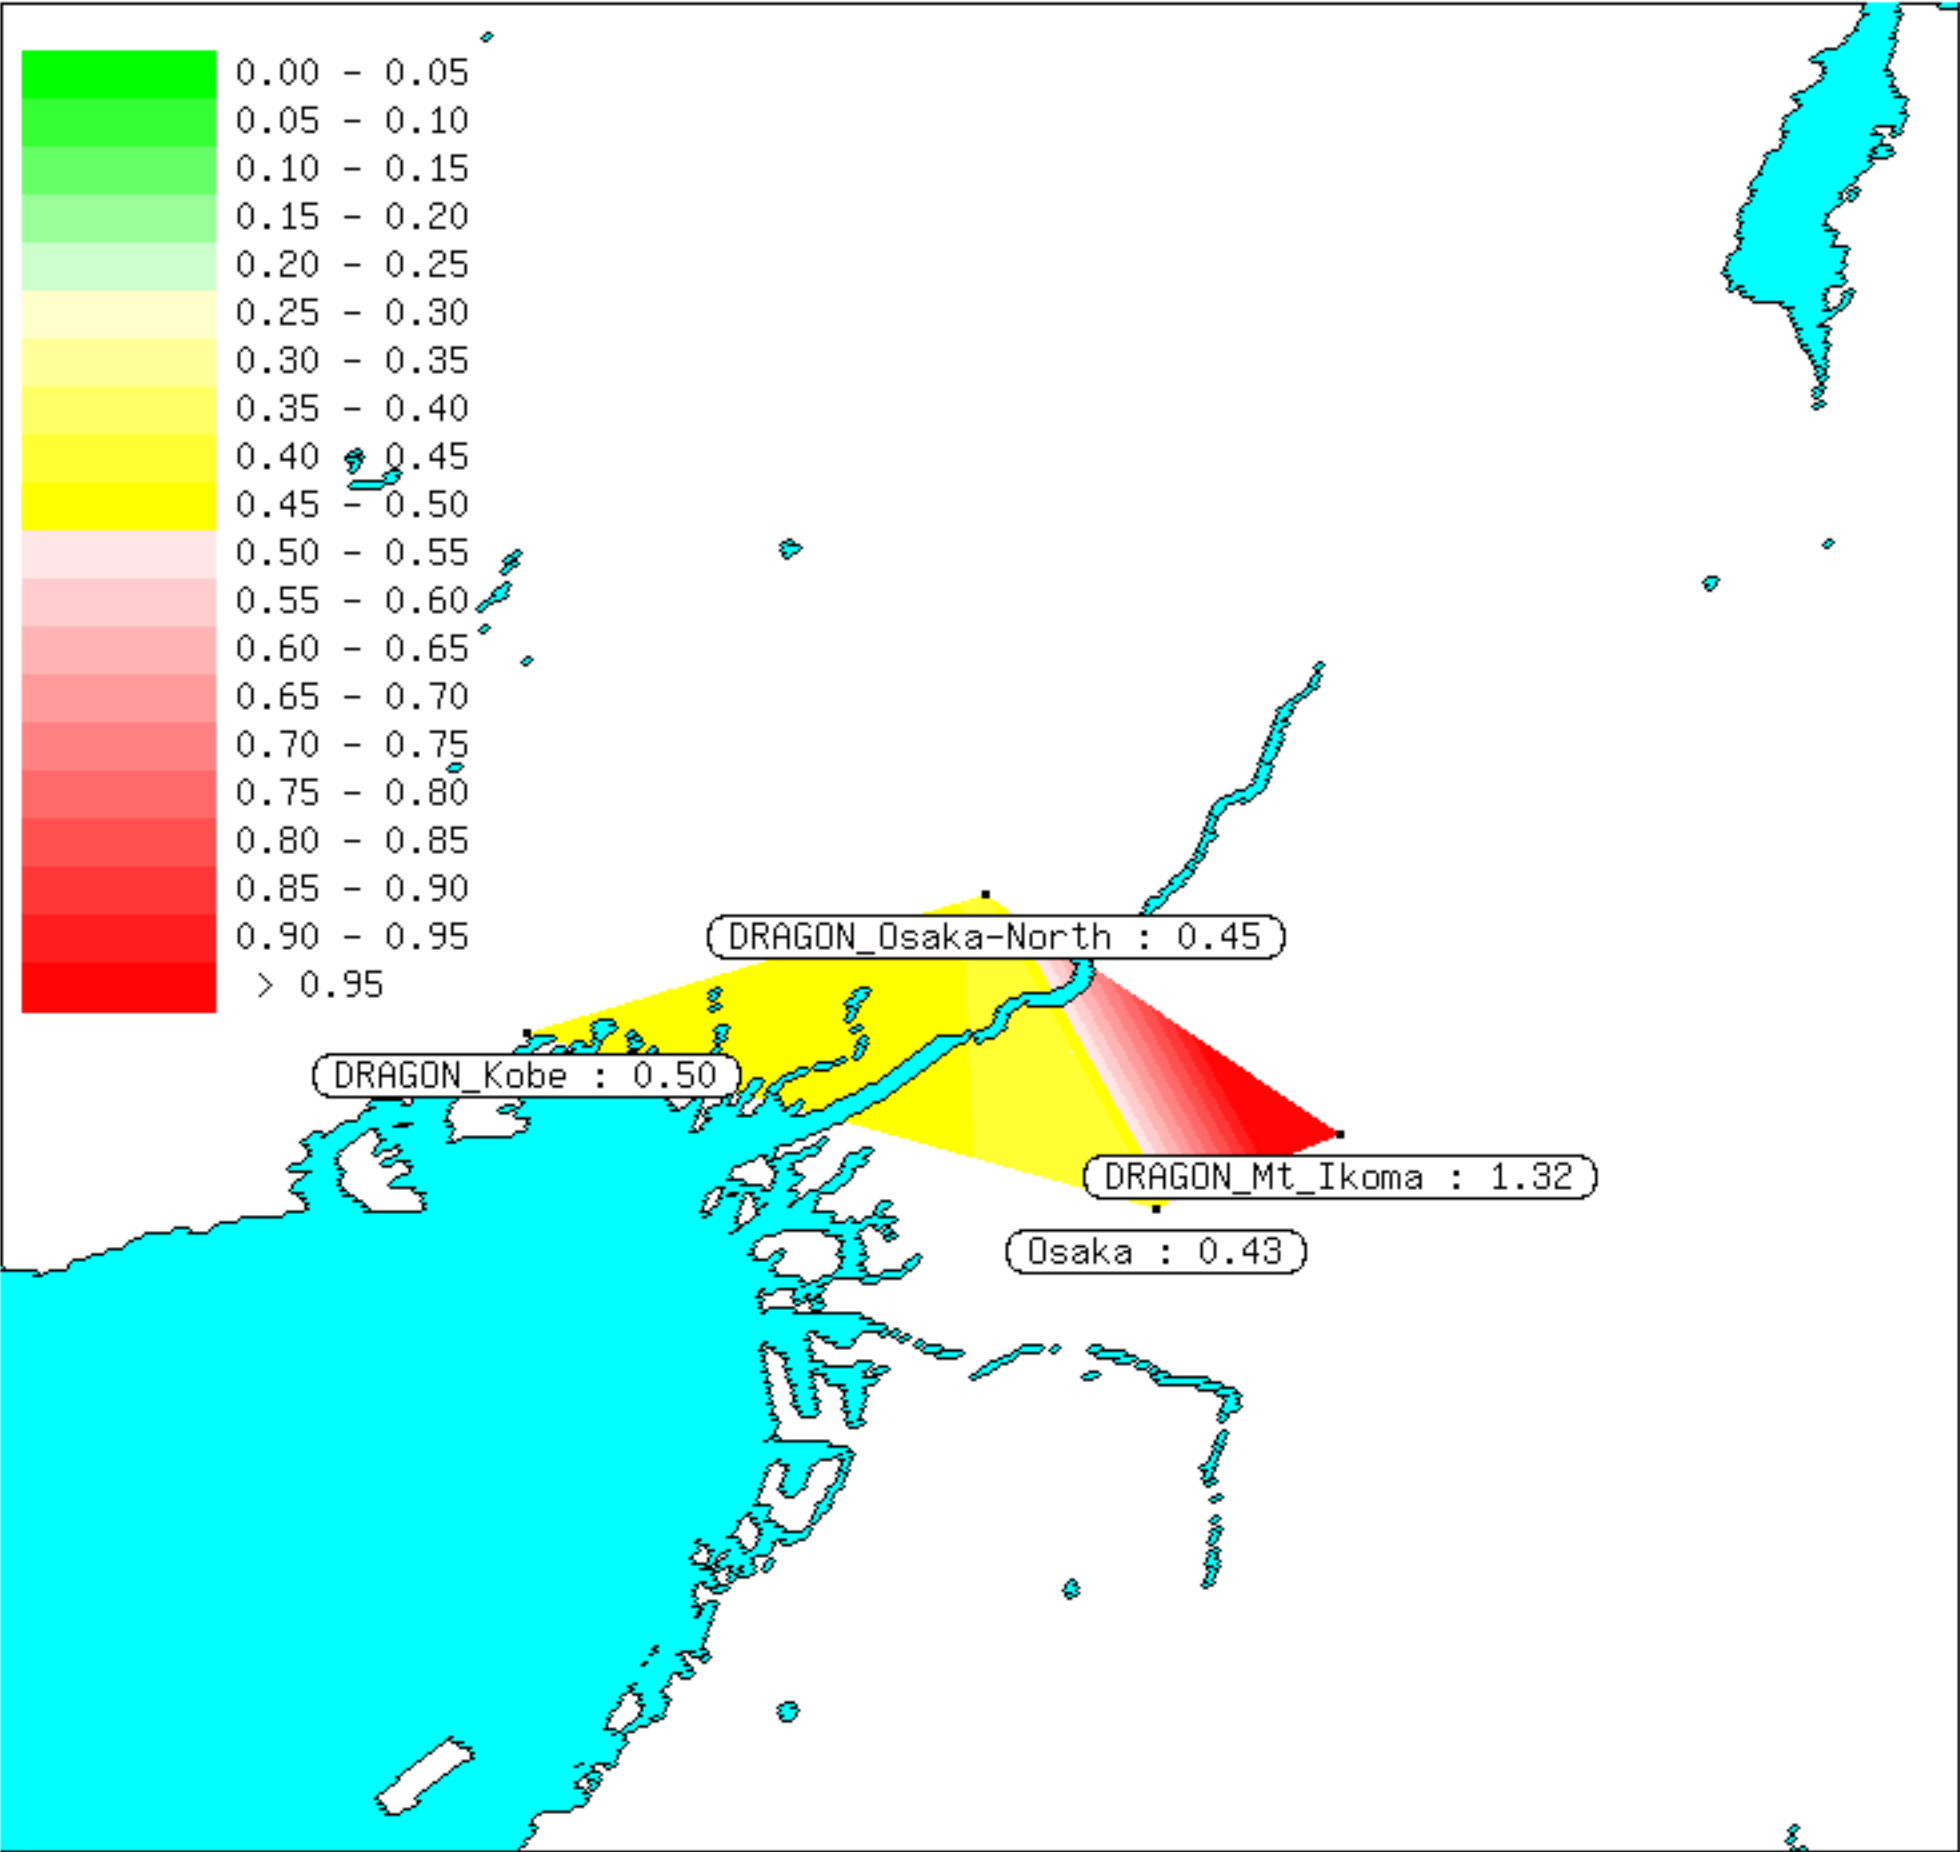 0.00 - 0.05
0.05 - 0.10
0.10 - 0.15
0.15 - 0.20
0.20 - 0.25
0.25 - 0.30
0.30 - 0.35
0.35 - 0.40
0.40 - 0.45
0.45 - 0.50
0.50 - 0.55
0.55 - 0.60
0.60 - 0.65
0.65 - 0.70
0.70 - 0.75
0.75 - 0.80
0.80 - 0.85
0.85 - 0.90
0.90 - 0.95
> 0.95
DRAGON_Osaka-North : 0.45
DRAGON_Kobe : 0.50
DRAGON_Mt_Ikoma : 1.32
Osaka : 0.43